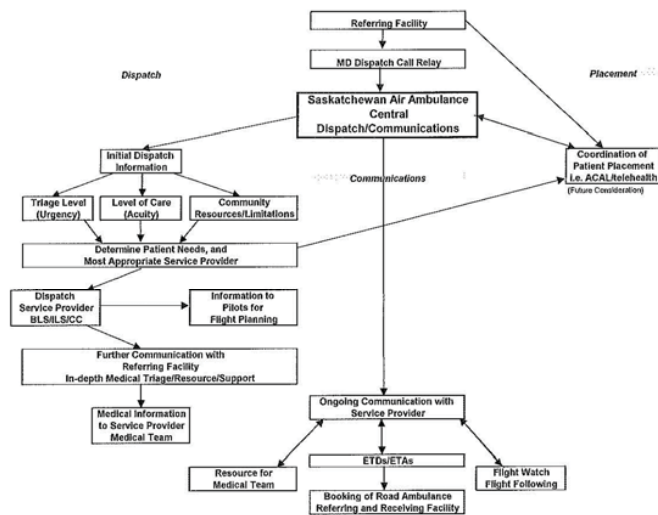 Referring Facility
MD Dispatch Call Relay
Dispatch
Placement
Saskatchewan Air Ambulance
Central
Dispatch/Communications
Initial Dispatch
Information
Communications
Coordination of
Patient Placement
i.e. ACAL/telehealth
(Future Consideration)
Triage Level
(Urgency)
Level of Care
(Acuity)
Community
Resources/Limitations
Determine Patient Needs, and
Most Appropriate Service Provider
Dispatch
Service Provider
BLS/ILS/CC
Information to
Pilots for
Flight Planning
Further Communication with
Referring Facility
In-depth Medical Triage/Resource/Support
Medical Information
to Service Provider
Medical Team
Ongoing Communication with
Service Provider
Resource for
Medical Team
ETDs/ETAs
Flight Watch
Flight Following
Booking of Road Ambulance
Referring and Receiving Facility